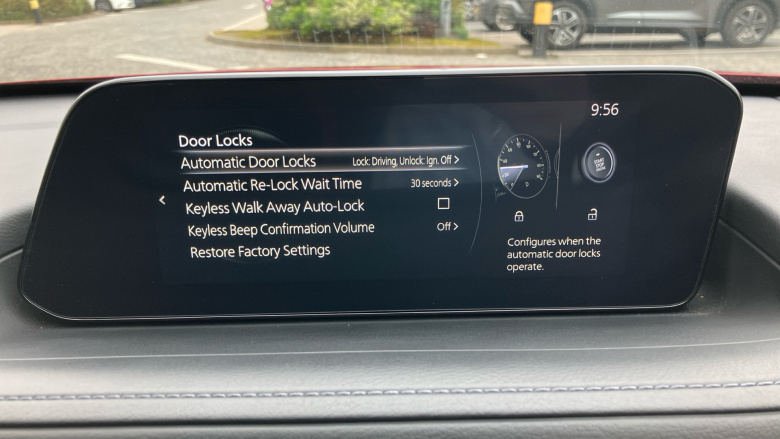 9:56
Door Locks
Automatic Door Locks Lock: Driving, Unlock: Ign. Off
Automatic Re-Lock Wait Time 30 seconds
Keyless Walk Away Auto-Lock
Keyless Beep Confirmation Volume Off
Restore Factory Settings
START
STOP
Configures when the
automatic door locks
operate.